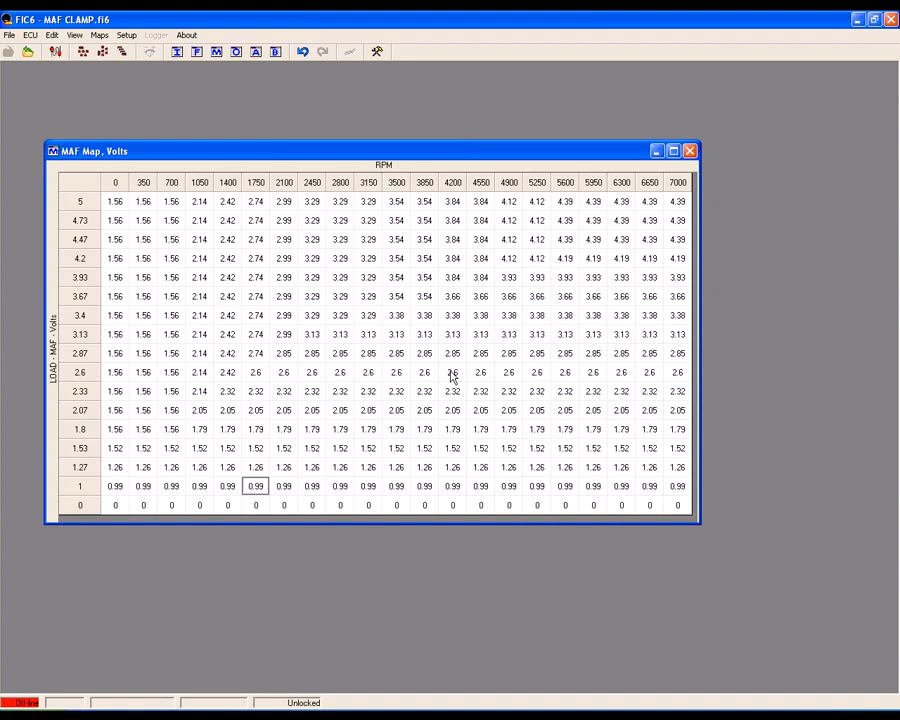 FIC6 - MAF CLAMP.fi6
File ECU Edit View Maps Setup Logger About
I F M O A B
MAF Map, Volts
RPM
0 350 700 1050 1400 1750 2100 2450 2800 3150 3500 3850 4200 4550 4900 5250 5600 5950 6300 6650 7000
5 1.56 1.56 1.56 2.14 2.42 2.74 2.99 3.29 3.29 3.29 3.54 3.54 3.84 3.84 4.12 4.12 4.39 4.39 4.39 4.39 4.39
4.73 1.56 1.56 1.56 2.14 2.42 2.74 2.99 3.29 3.29 3.29 3.54 3.54 3.84 3.84 4.12 4.12 4.39 4.39 4.39 4.39 4.39
4.47 1.56 1.56 1.56 2.14 2.42 2.74 2.99 3.29 3.29 3.29 3.54 3.54 3.84 3.84 4.12 4.12 4.39 4.39 4.39 4.39 4.39
4.2 1.56 1.56 1.56 2.14 2.42 2.74 2.99 3.29 3.29 3.29 3.54 3.54 3.84 3.84 4.12 4.12 4.19 4.19 4.19 4.19 4.19
3.93 1.56 1.56 1.56 2.14 2.42 2.74 2.99 3.29 3.29 3.29 3.54 3.54 3.84 3.84 3.93 3.93 3.93 3.93 3.93 3.93 3.93
3.67 1.56 1.56 1.56 2.14 2.42 2.74 2.99 3.29 3.29 3.29 3.54 3.54 3.66 3.66 3.66 3.66 3.66 3.66 3.66 3.66 3.66
3.4 1.56 1.56 1.56 2.14 2.42 2.74 2.99 3.29 3.29 3.29 3.38 3.38 3.38 3.38 3.38 3.38 3.38 3.38 3.38 3.38 3.38
3.13 1.56 1.56 1.56 2.14 2.42 2.74 2.99 3.13 3.13 3.13 3.13 3.13 3.13 3.13 3.13 3.13 3.13 3.13 3.13 3.13 3.13
2.87 1.56 1.56 1.56 2.14 2.42 2.74 2.85 2.85 2.85 2.85 2.85 2.85 2.85 2.85 2.85 2.85 2.85 2.85 2.85 2.85 2.85
2.6 1.56 1.56 1.56 2.14 2.42 2.6 2.6 2.6 2.6 2.6 2.6 2.6 2.6 2.6 2.6 2.6 2.6 2.6 2.6 2.6 2.6
2.33 1.56 1.56 1.56 2.14 2.32 2.32 2.32 2.32 2.32 2.32 2.32 2.32 2.32 2.32 2.32 2.32 2.32 2.32 2.32 2.32 2.32
2.07 1.56 1.56 1.56 2.05 2.05 2.05 2.05 2.05 2.05 2.05 2.05 2.05 2.05 2.05 2.05 2.05 2.05 2.05 2.05 2.05 2.05
1.8 1.56 1.56 1.56 1.79 1.79 1.79 1.79 1.79 1.79 1.79 1.79 1.79 1.79 1.79 1.79 1.79 1.79 1.79 1.79 1.79 1.79
1.53 1.52 1.52 1.52 1.52 1.52 1.52 1.52 1.52 1.52 1.52 1.52 1.52 1.52 1.52 1.52 1.52 1.52 1.52 1.52 1.52 1.52
1.27 1.26 1.26 1.26 1.26 1.26 1.26 1.26 1.26 1.26 1.26 1.26 1.26 1.26 1.26 1.26 1.26 1.26 1.26 1.26 1.26 1.26
1 0.99 0.99 0.99 0.99 0.99 0.99 0.99 0.99 0.99 0.99 0.99 0.99 0.99 0.99 0.99 0.99 0.99 0.99 0.99 0.99 0.99
0 0 0 0 0 0 0 0 0 0 0 0 0 0 0 0 0 0 0 0 0 0
LOAD - MAF - Volts
Off-line Unlocked